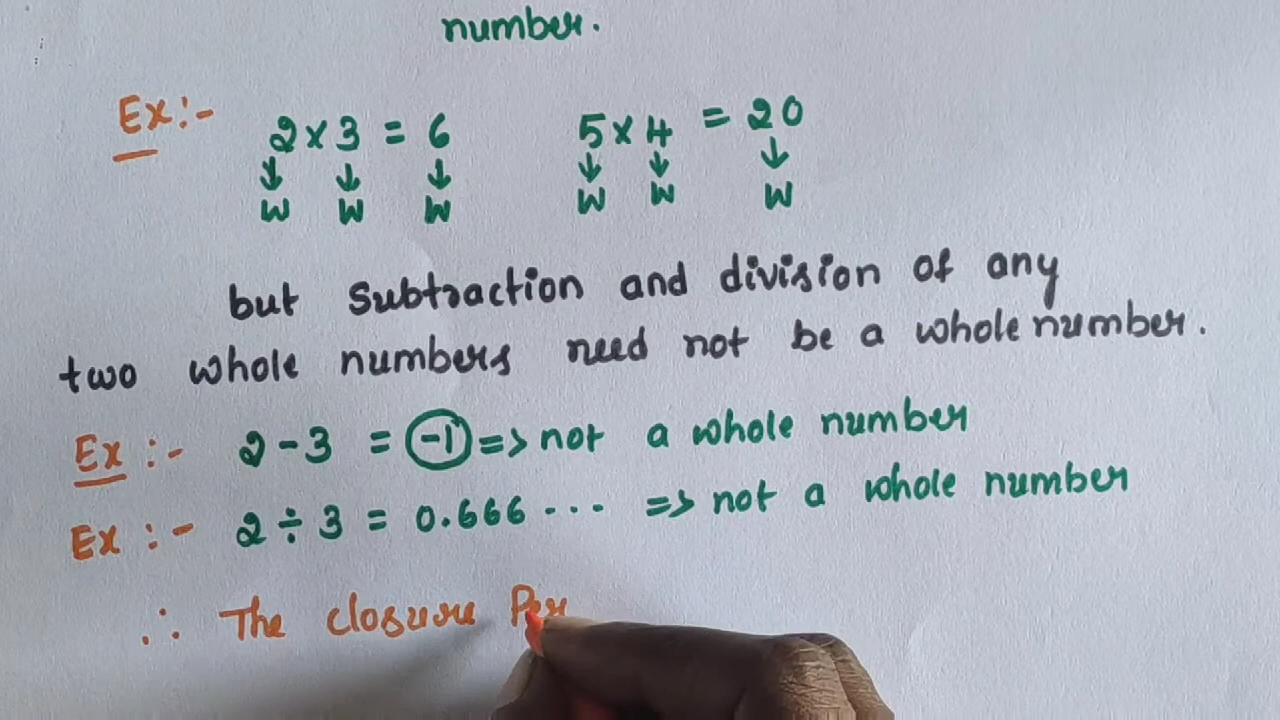 number.
Ex:- 2 x 3 = 6 5 x 4 = 20
↓ ↓ ↓ ↓ ↓ ↓
W W W W W W
but subtraction and division of any
two whole numbers need not be a whole number.
Ex :- 2 - 3 = -1 => not a whole number
Ex :- 2 ÷ 3 = 0.666... => not a whole number
∴ The closure